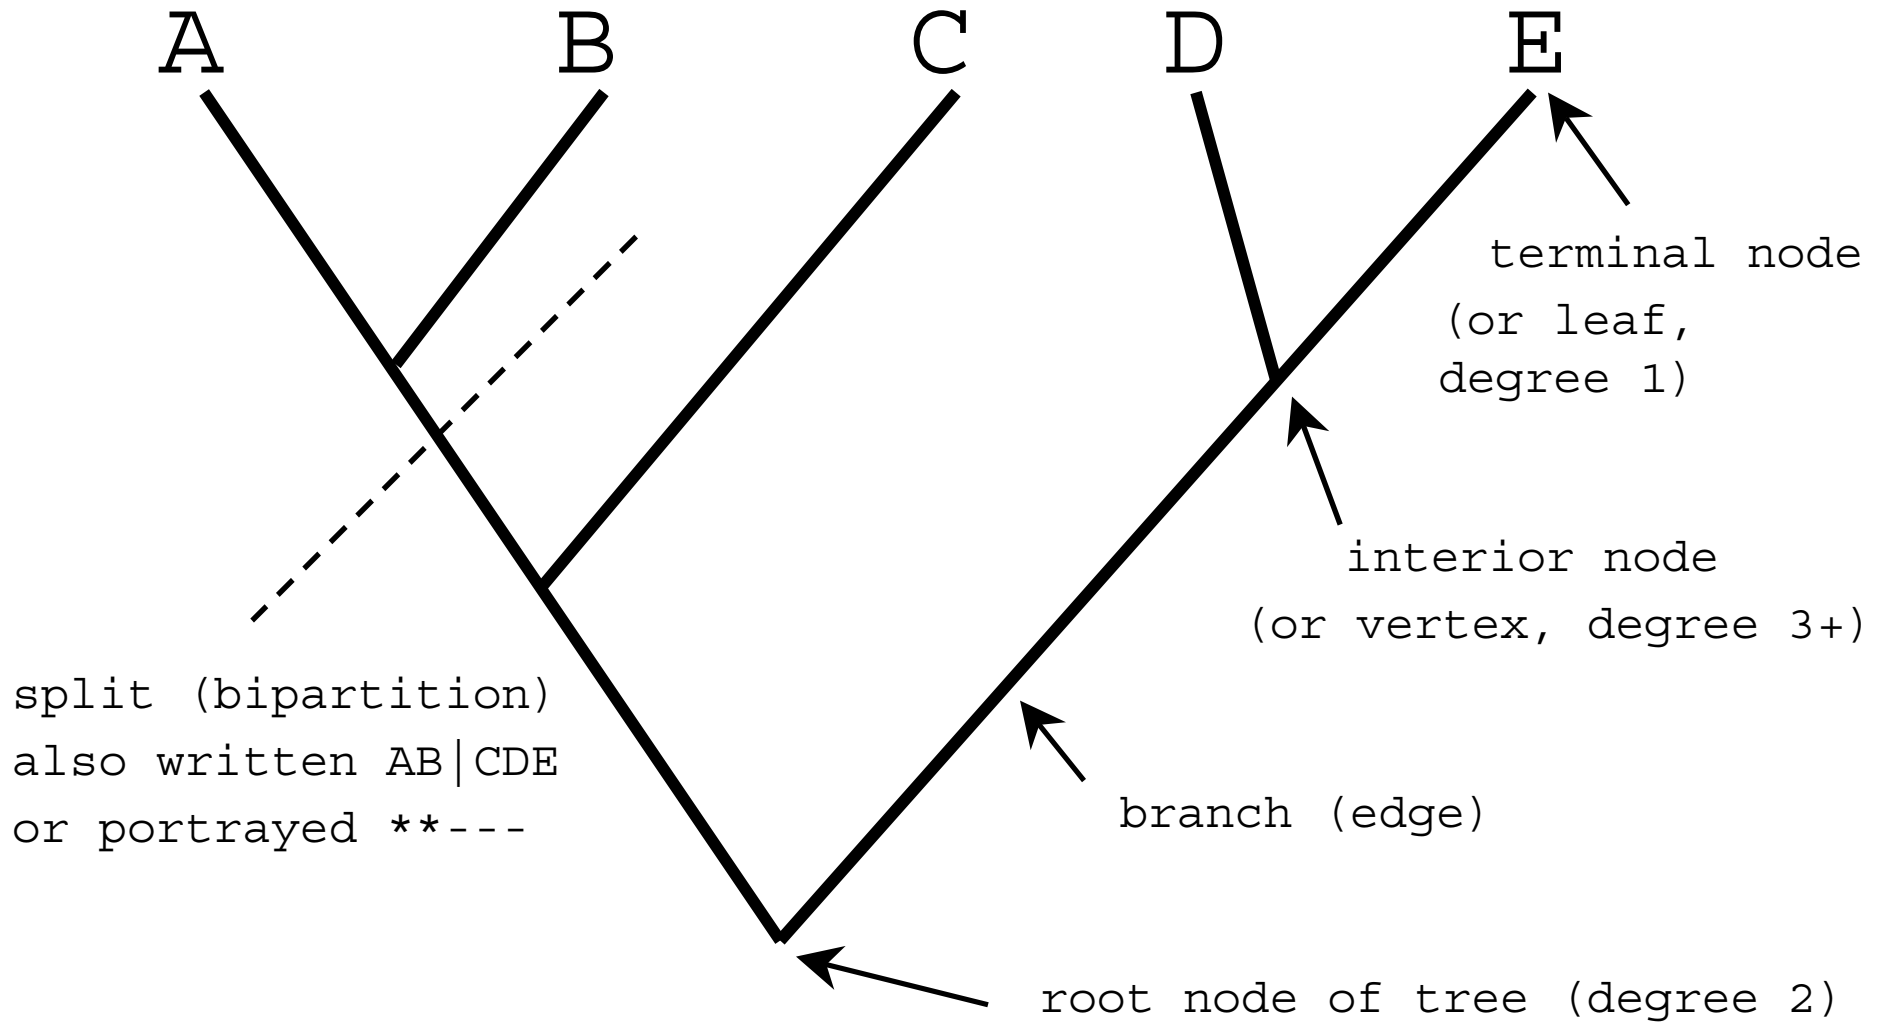 A B C D E
terminal node
(or leaf,
degree 1)
interior node
(or vertex, degree 3+)
split (bipartition)
also written AB|CDE
or portrayed **---
branch (edge)
root node of tree (degree 2)